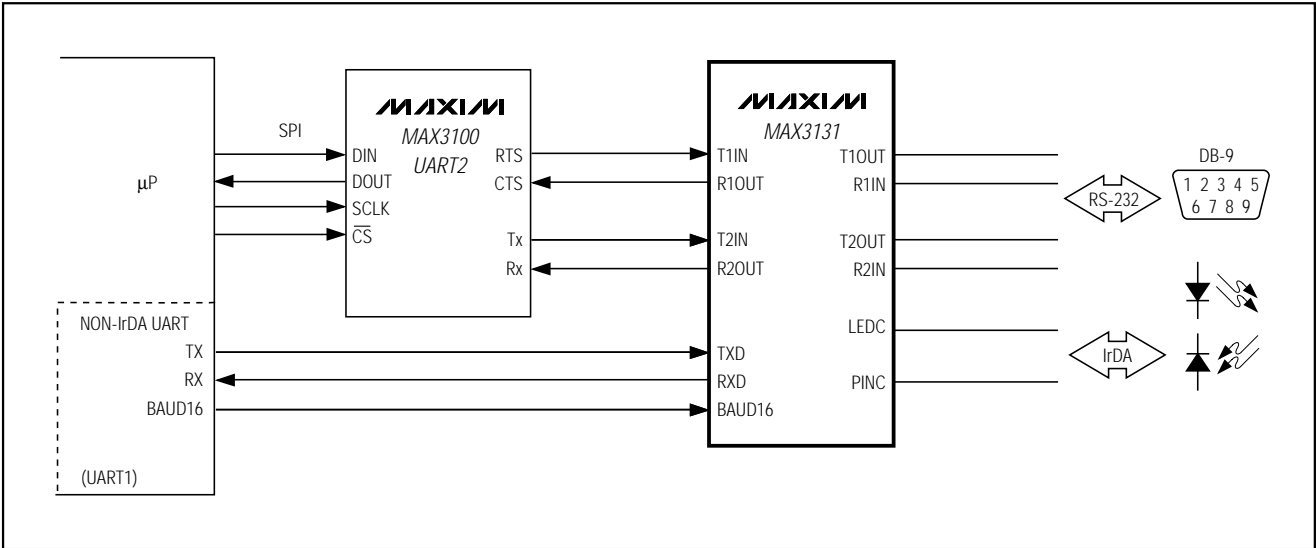 μP
SPI
MAXIM
MAX3100
UART2
DIN
DOUT
SCLK
CS
RTS
CTS
Tx
Rx
MAXIM
MAX3131
T1IN
R1OUT
T2IN
R2OUT
TXD
RXD
BAUD16
T1OUT
R1IN
T2OUT
R2IN
LEDC
PINC
RS-232
DB-9
1 2 3 4 5
6 7 8 9
IrDA
NON-IrDA UART
TX
RX
BAUD16
(UART1)